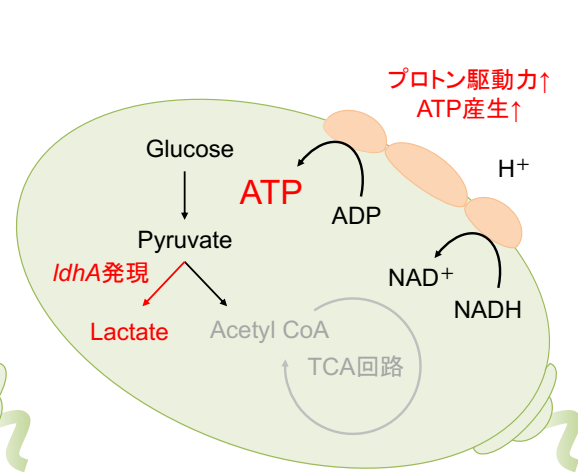 プロトン駆動力↑
ATP産生↑
H+
Glucose
ATP
ADP
Pyruvate
ldhA発現
NAD+
NADH
Lactate
Acetyl CoA
TCA回路